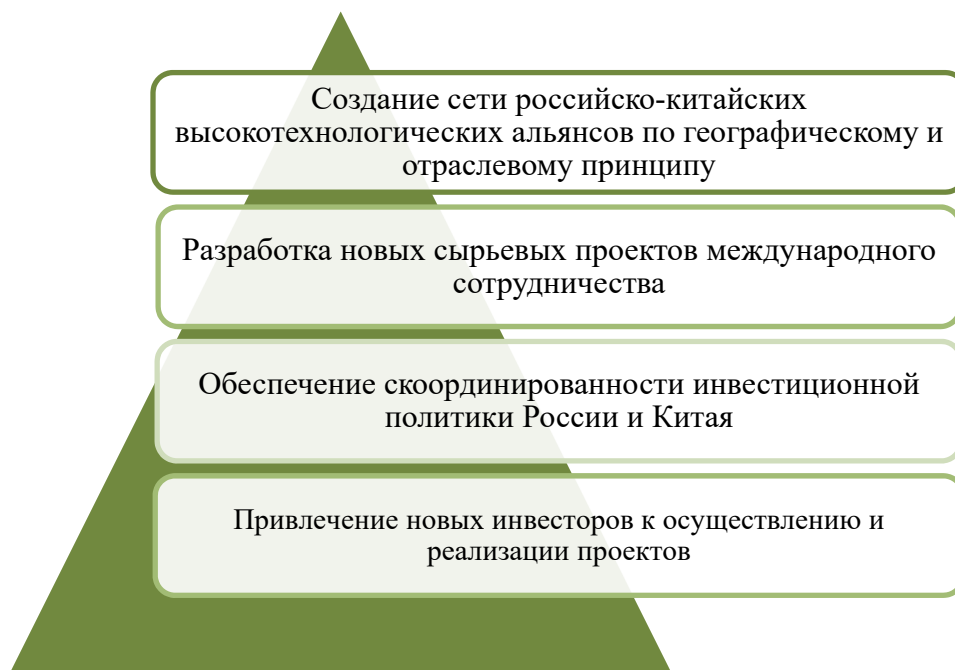 Создание сети российско-китайских
высокотехнологических альянсов по географическому и
отраслевому принципу
Разработка новых сырьевых проектов международного
сотрудничества
Обеспечение скоординированности инвестиционной
политики России и Китая
Привлечение новых инвесторов к осуществлению и
реализации проектов